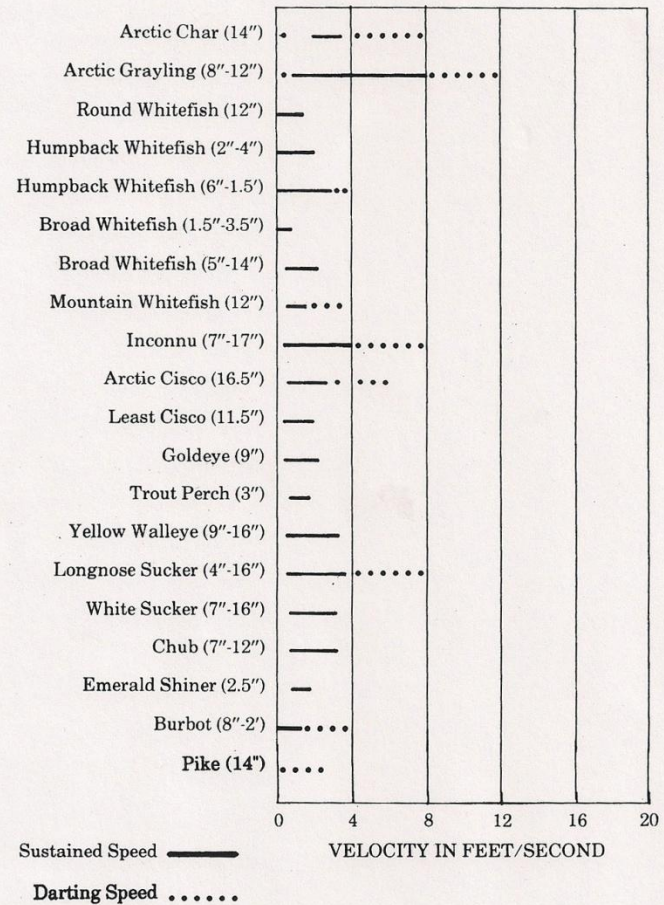 Arctic Char (14")
Arctic Grayling (8"-12")
Round Whitefish (12")
Humpback Whitefish (2"-4")
Humpback Whitefish (6"-1.5')
Broad Whitefish (1.5"-3.5")
Broad Whitefish (5"-14")
Mountain Whitefish (12")
Inconnu (7"-17")
Arctic Cisco (16.5")
Least Cisco (11.5")
Goldeye (9")
Trout Perch (3")
Yellow Walleye (9"-16")
Longnose Sucker (4"-16")
White Sucker (7"-16")
Chub (7"-12")
Emerald Shiner (2.5")
Burbot (8"-2')
Pike (14")
0 4 8 12 16 20
Sustained Speed VELOCITY IN FEET/SECOND
Darting Speed